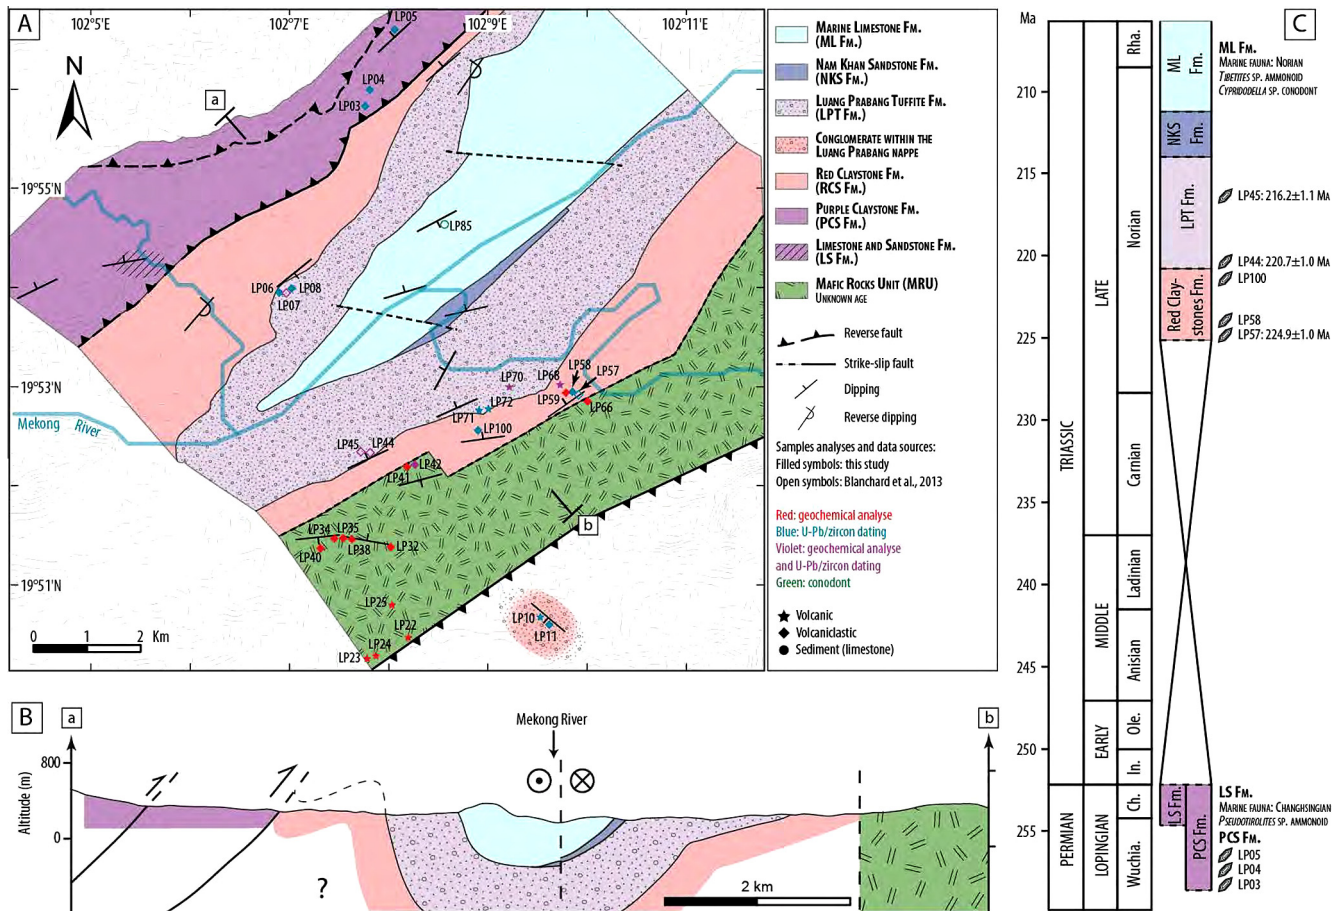 A
102°5'E
102°7'E
102°9'E
102°11'E
N
a
LP05
LP04
LP03
19°55'N
LP85
LP06
LP08
LP07
LP58
LP57
LP70
LP68
19°53'N
LP59
LP66
LP72
LP71
LP100
Mekong River
LP45
LP44
LP42
LP41
b
LP34
LP35
LP38
LP32
LP40
19°51'N
LP25
LP22
LP24
LP23
LP10
LP11
0 1 2 Km
Marine Limestone Fm.
(ML Fm.)
Nam Khan Sandstone Fm.
(NKS Fm.)
Luang Prabang Tuffite Fm.
(LPT Fm.)
Conglomerate within the
Luang Prabang nappe
Red Claystone Fm.
(RCS Fm.)
Purple Claystone Fm.
(PCS Fm.)
Limestone and Sandstone Fm.
(LS Fm.)
Mafic Rocks Unit (MRU)
Unknown age
Reverse fault
Strike-slip fault
Dipping
Reverse dipping
Samples analyses and data sources:
Filled symbols: this study
Open symbols: Blanchard et al., 2013
Red: geochemical analyse
Blue: U-Pb/zircon dating
Violet: geochemical analyse
and U-Pb/zircon dating
Green: conodont
Volcanic
Volcaniclastic
Sediment (limestone)
B
a
b
Mekong River
Altitude (m)
800
0
?
2 km
C
Ma
210
215
220
225
230
235
240
245
250
255
TRIASSIC
PERMIAN
LATE
MIDDLE
EARLY
LOPINGIAN
Rha.
Norian
Carnian
Ladinian
Anisian
Ole.
In.
Ch.
Wuchia.
ML Fm.
NKS Fm.
LPT Fm.
Red Clay-
stones Fm.
LS Fm.
PCS Fm.
ML Fm.
Marine fauna: Norian
Tibetites sp. ammonoid
Cypridodella sp. conodont
LP45: 216.2±1.1 Ma
LP44: 220.7±1.0 Ma
LP100
LP58
LP57: 224.9±1.0 Ma
LS Fm.
Marine fauna: Changhsingian
Pseudotirolites sp. ammonoid
PCS Fm.
LP05
LP04
LP03